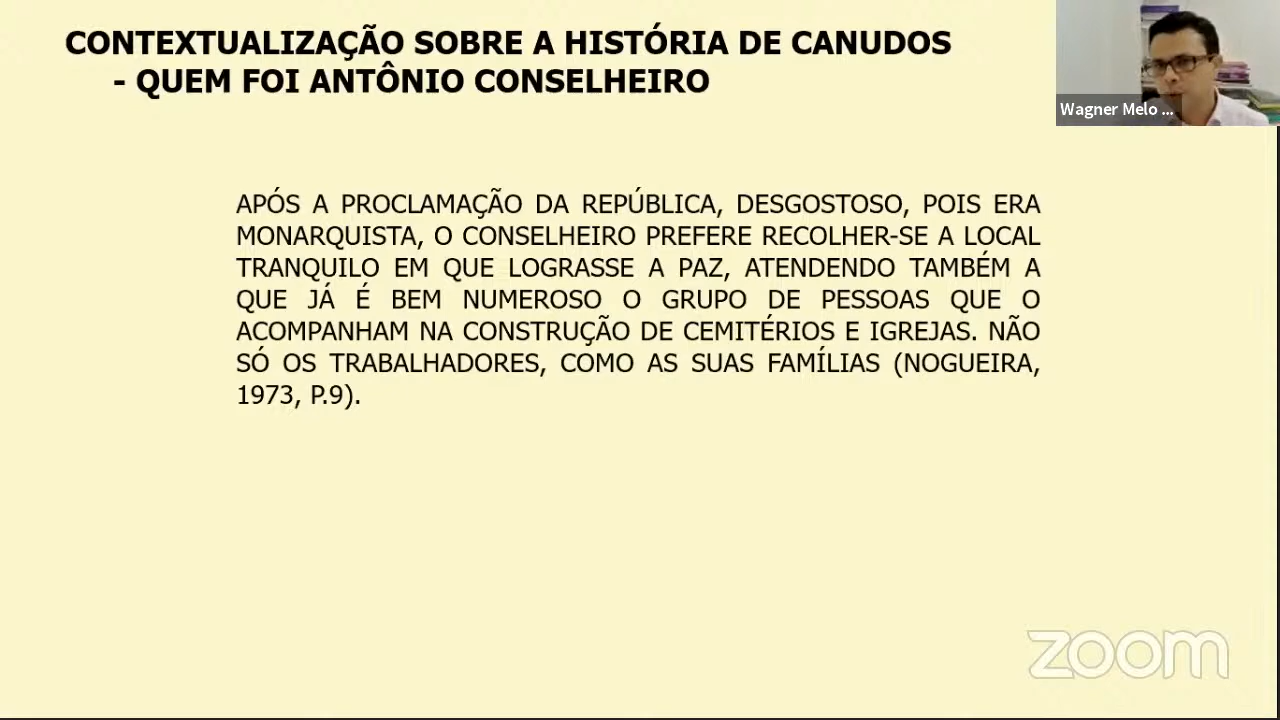 CONTEXTUALIZAÇÃO SOBRE A HISTÓRIA DE CANUDOS
- QUEM FOI ANTÔNIO CONSELHEIRO
Wagner Melo ...
APÓS A PROCLAMAÇÃO DA REPÚBLICA, DESGOSTOSO, POIS ERA
MONARQUISTA, O CONSELHEIRO PREFERE RECOLHER-SE A LOCAL
TRANQUILO EM QUE LOGRASSE A PAZ, ATENDENDO TAMBÉM A
QUE JÁ É BEM NUMEROSO O GRUPO DE PESSOAS QUE O
ACOMPANHAM NA CONSTRUÇÃO DE CEMITÉRIOS E IGREJAS. NÃO
SÓ OS TRABALHADORES, COMO AS SUAS FAMÍLIAS (NOGUEIRA,
1973, P.9).
zoom